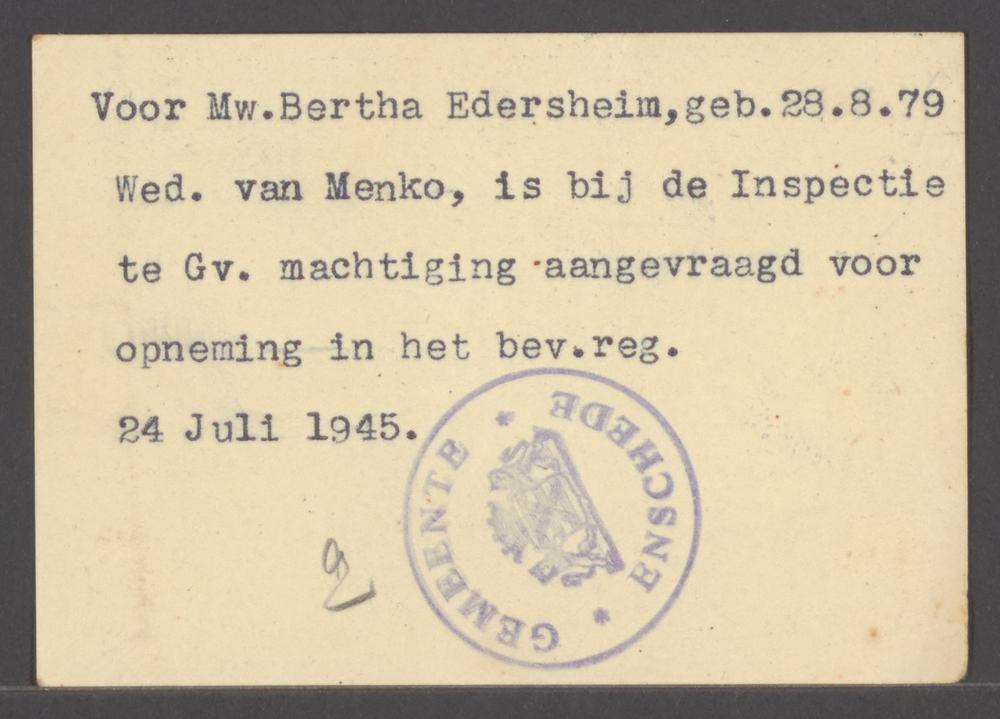 Voor Mw.Bertha Edersheim,geb.28.8.79
Wed. van Menko, is bij de Inspectie
te Gv. machtiging aangevraagd voor
opneming in het bev.reg.
24 Juli 1945.
GEMEENTE * ENSCHEDE *